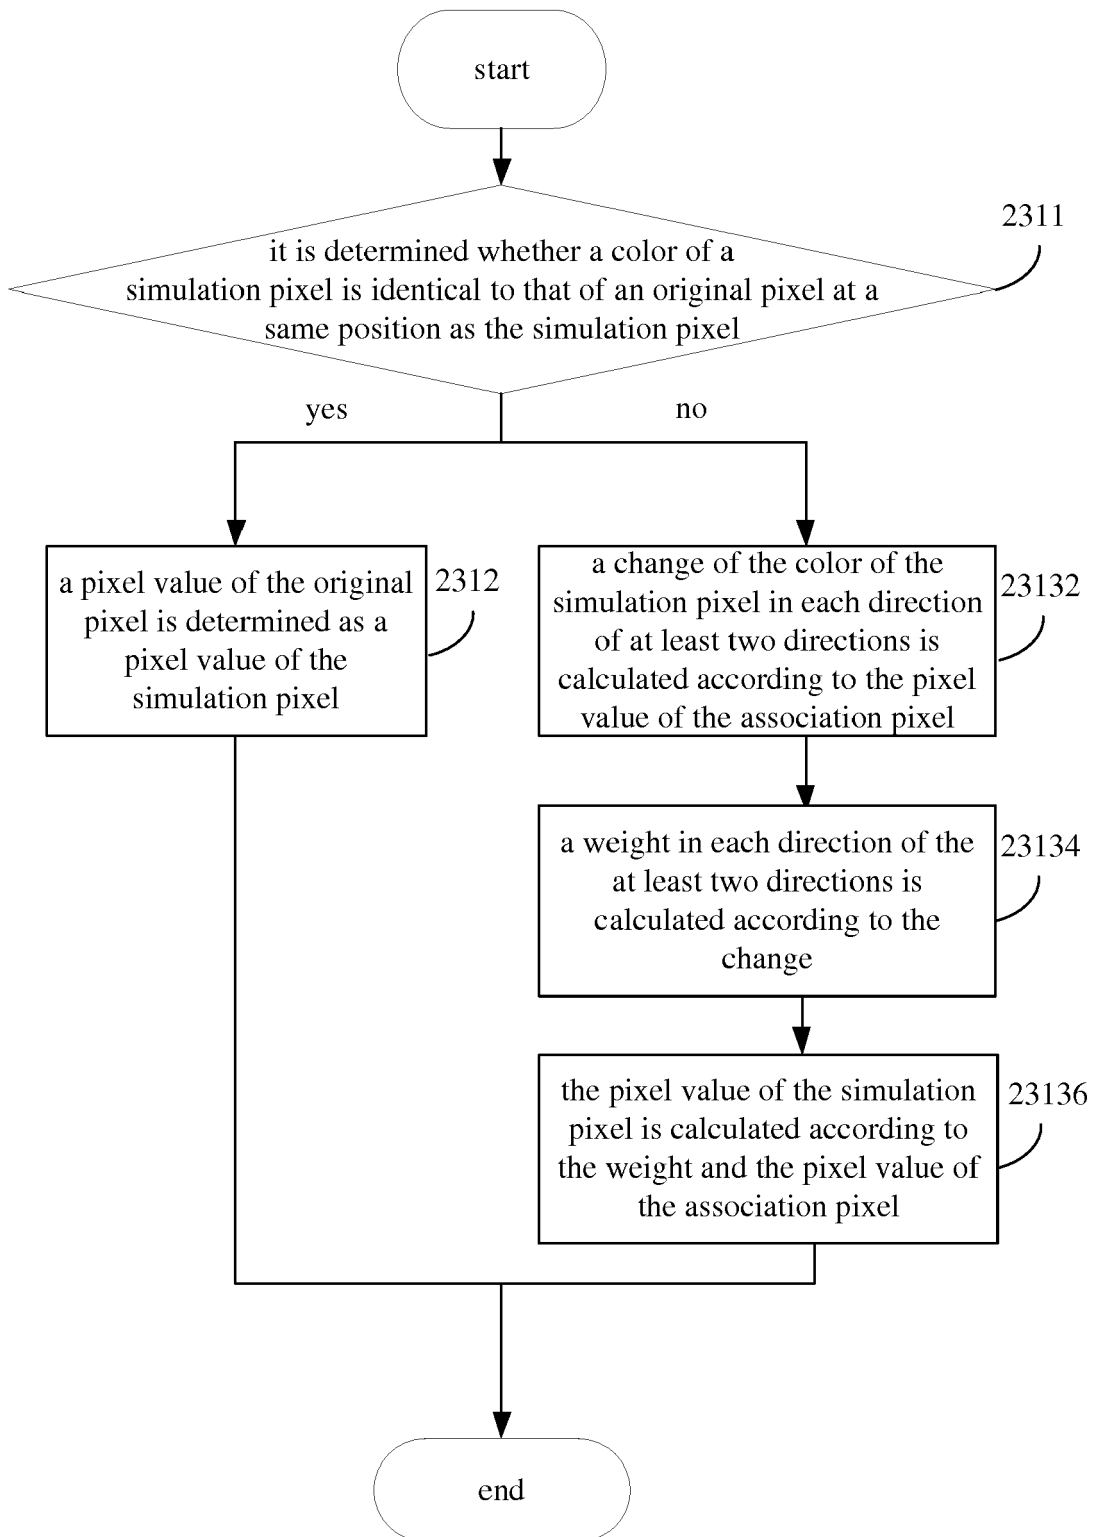 start
it is determined whether a color of a
simulation pixel is identical to that of an original pixel at a
same position as the simulation pixel
2311
yes
no
a pixel value of the original
pixel is determined as a
pixel value of the
simulation pixel
2312
a change of the color of the
simulation pixel in each direction
of at least two directions is
calculated according to the pixel
value of the association pixel
23132
a weight in each direction of the
at least two directions is
calculated according to the
change
23134
the pixel value of the simulation
pixel is calculated according to
the weight and the pixel value of
the association pixel
23136
end